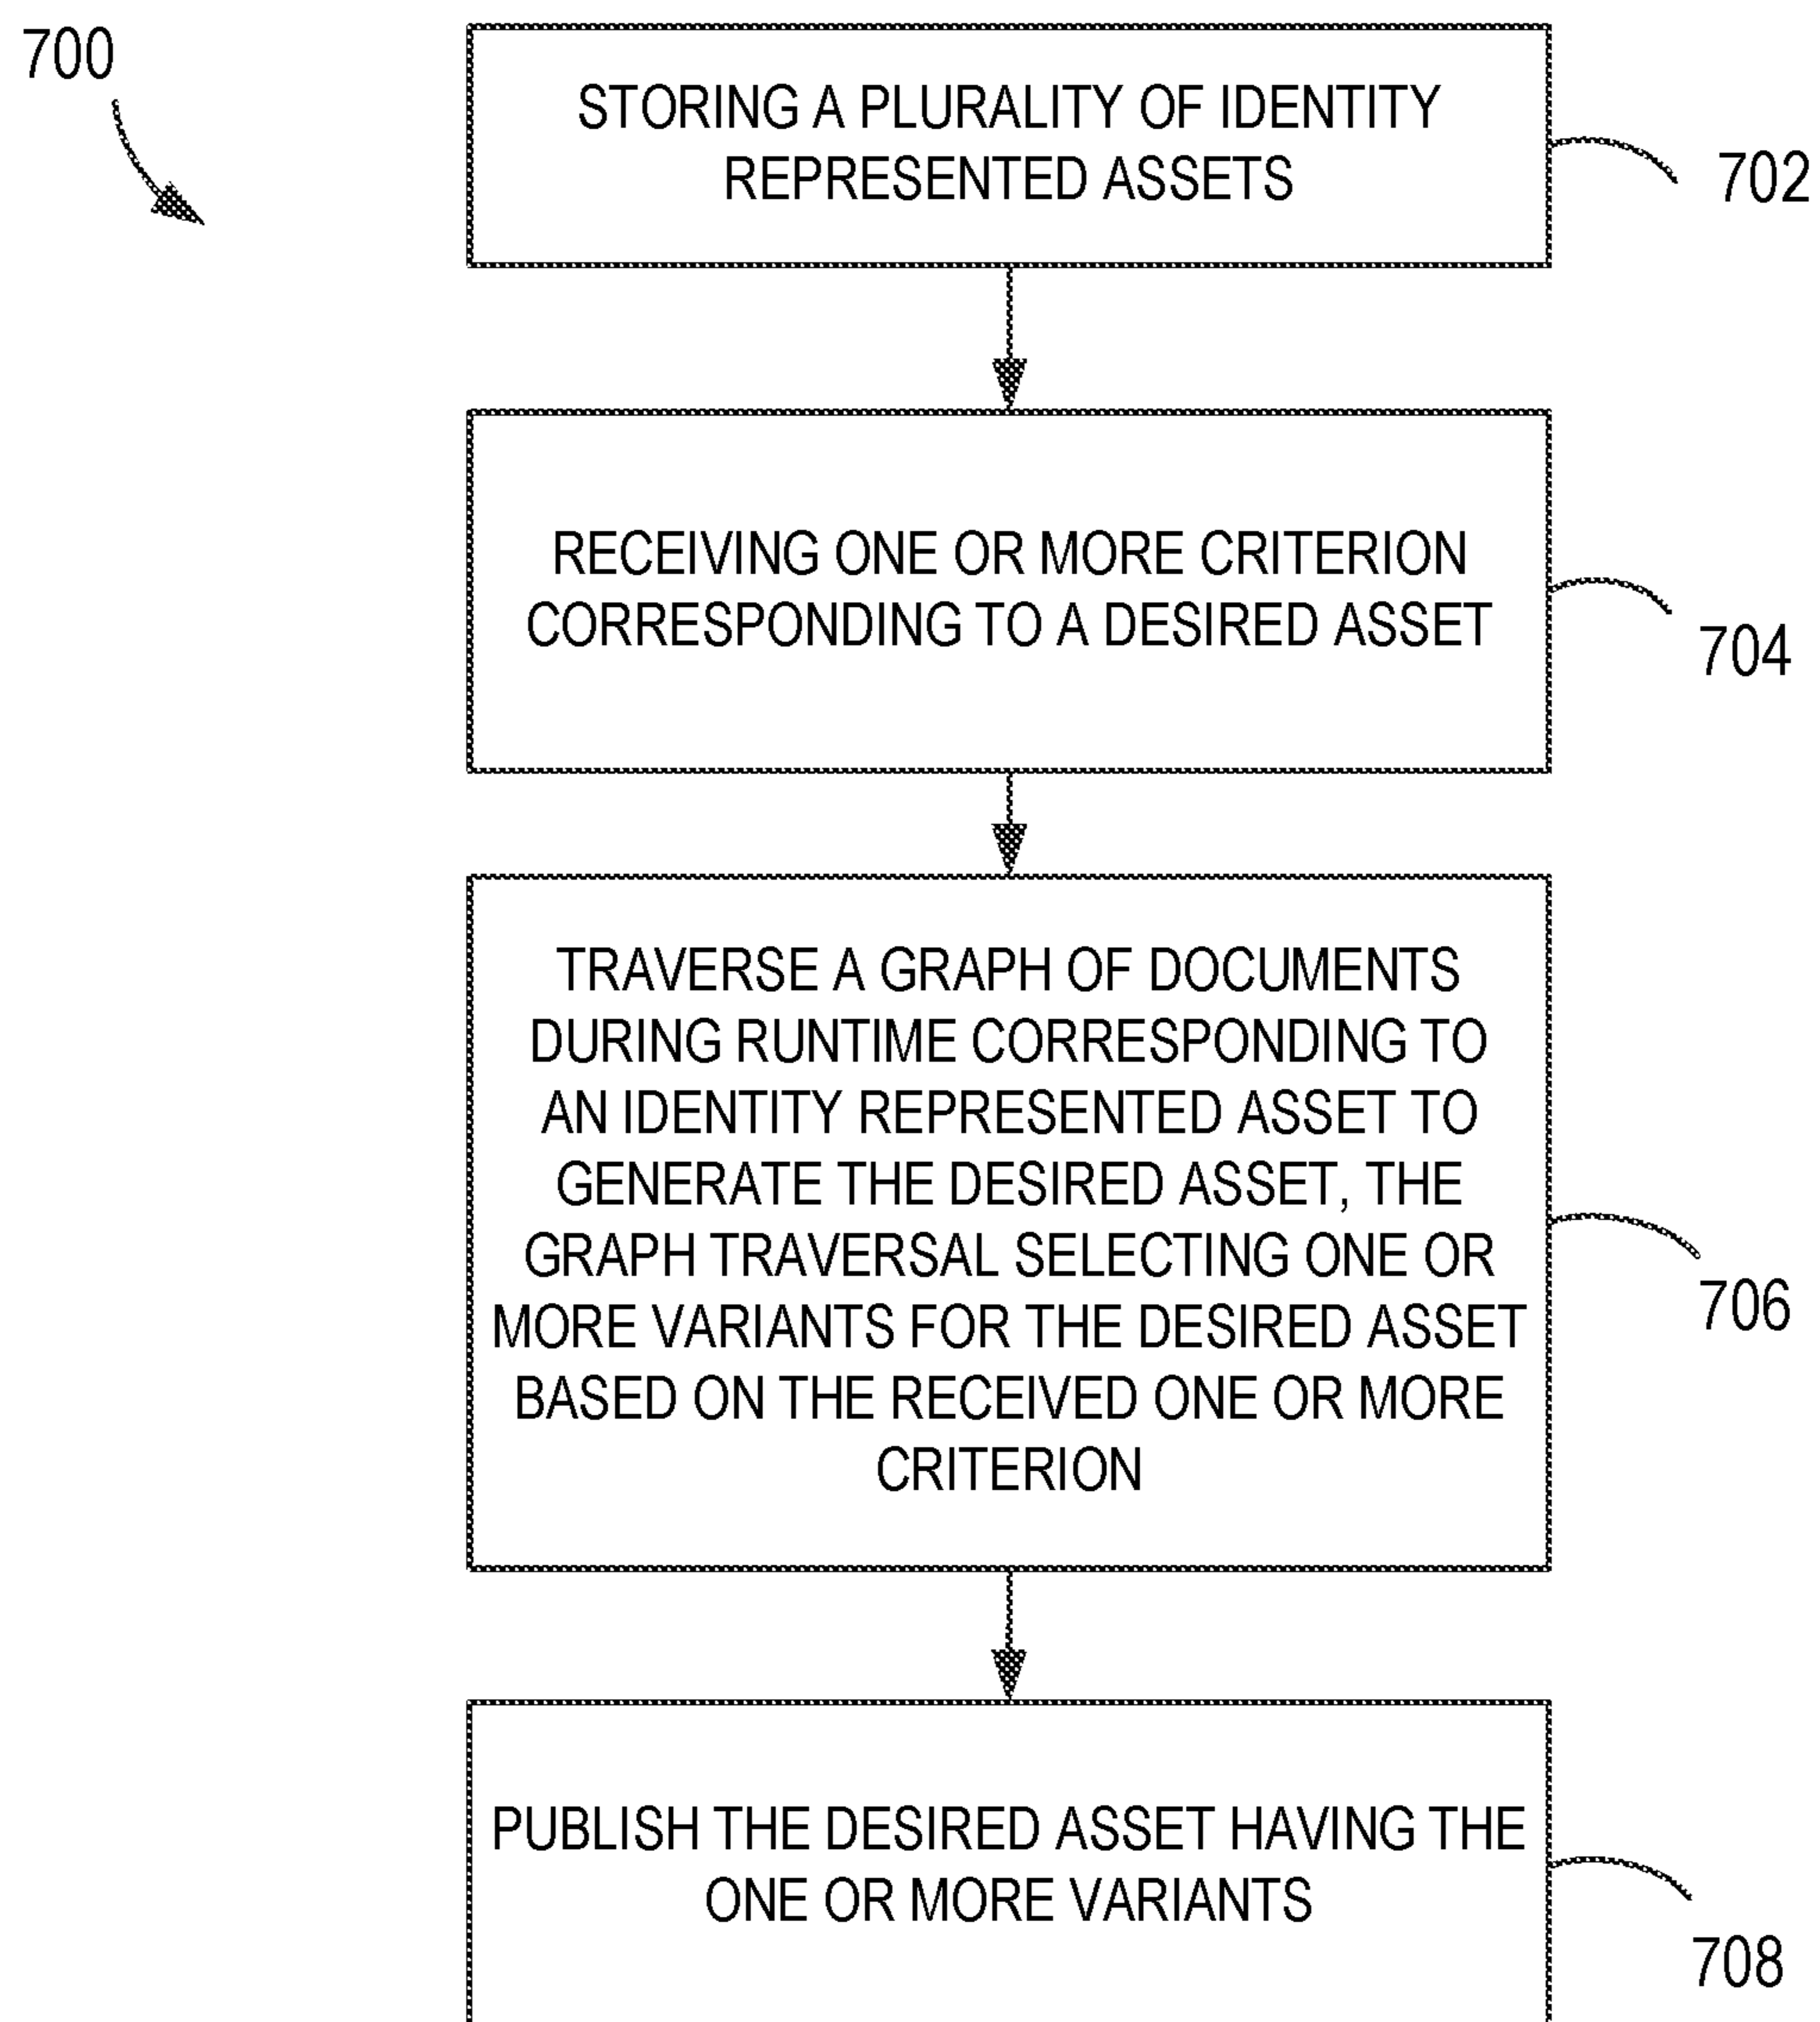 700
STORING A PLURALITY OF IDENTITY
REPRESENTED ASSETS
702
RECEIVING ONE OR MORE CRITERION
CORRESPONDING TO A DESIRED ASSET
704
TRAVERSE A GRAPH OF DOCUMENTS
DURING RUNTIME CORRESPONDING TO
AN IDENTITY REPRESENTED ASSET TO
GENERATE THE DESIRED ASSET, THE
GRAPH TRAVERSAL SELECTING ONE OR
MORE VARIANTS FOR THE DESIRED ASSET
BASED ON THE RECEIVED ONE OR MORE
CRITERION
706
PUBLISH THE DESIRED ASSET HAVING THE
ONE OR MORE VARIANTS
708